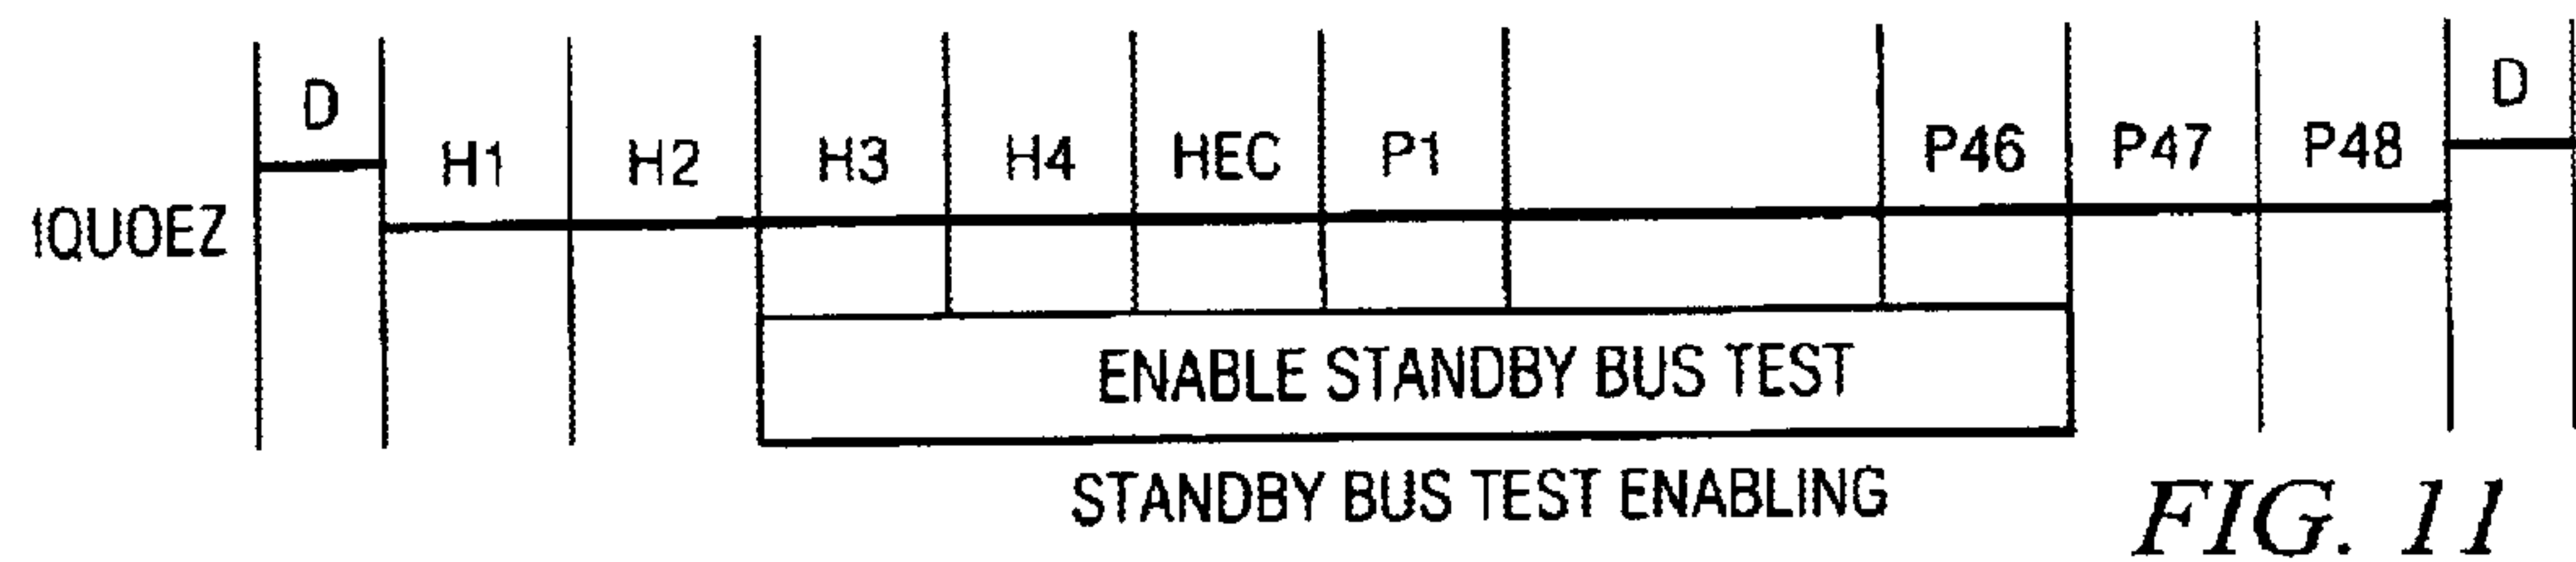 D H1 H2 H3 H4 HEC P1 P46 P47 P48 D
IQUOEZ
ENABLE STANDBY BUS TEST
STANDBY BUS TEST ENABLING
FIG. 11